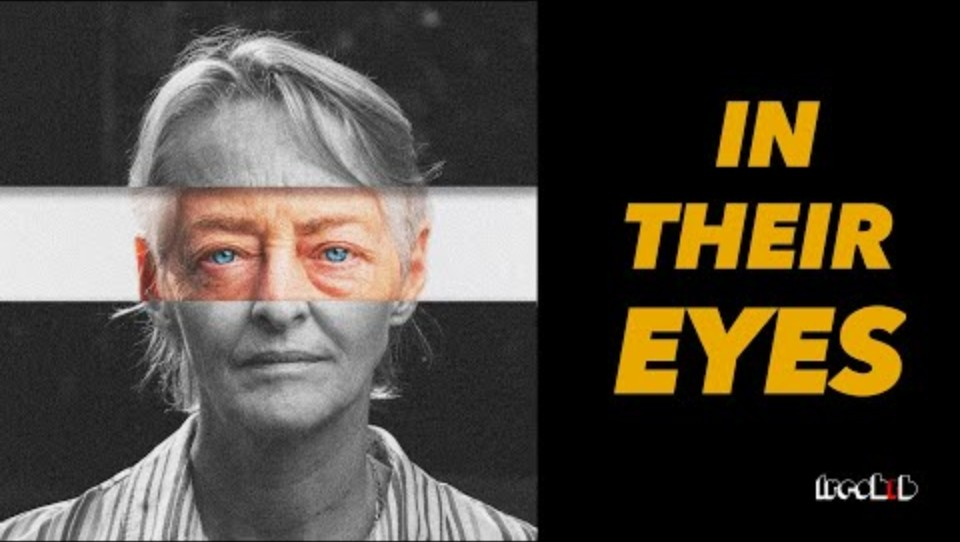 IN
THEIR
EYES